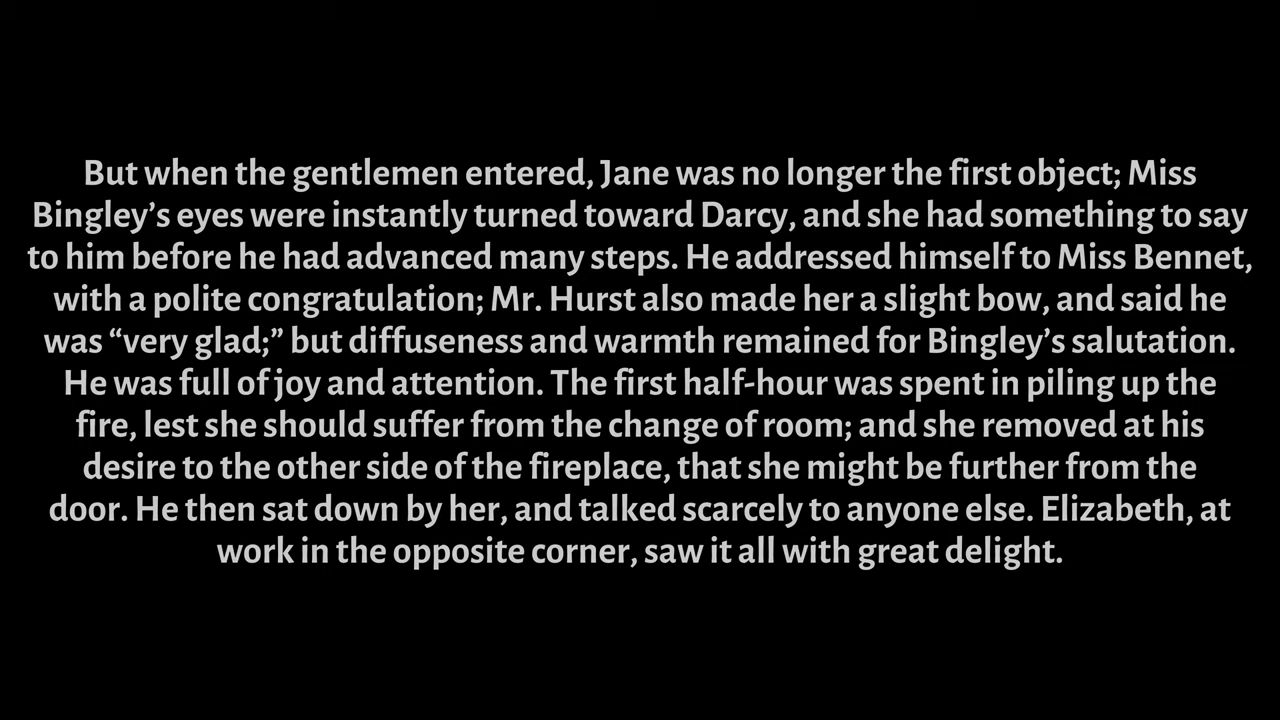 But when the gentlemen entered, Jane was no longer the first object; Miss
Bingley’s eyes were instantly turned toward Darcy, and she had something to say
to him before he had advanced many steps. He addressed himself to Miss Bennet,
with a polite congratulation; Mr. Hurst also made her a slight bow, and said he
was “very glad;” but diffuseness and warmth remained for Bingley’s salutation.
He was full of joy and attention. The first half-hour was spent in piling up the
fire, lest she should suffer from the change of room; and she removed at his
desire to the other side of the fireplace, that she might be further from the
door. He then sat down by her, and talked scarcely to anyone else. Elizabeth, at
work in the opposite corner, saw it all with great delight.